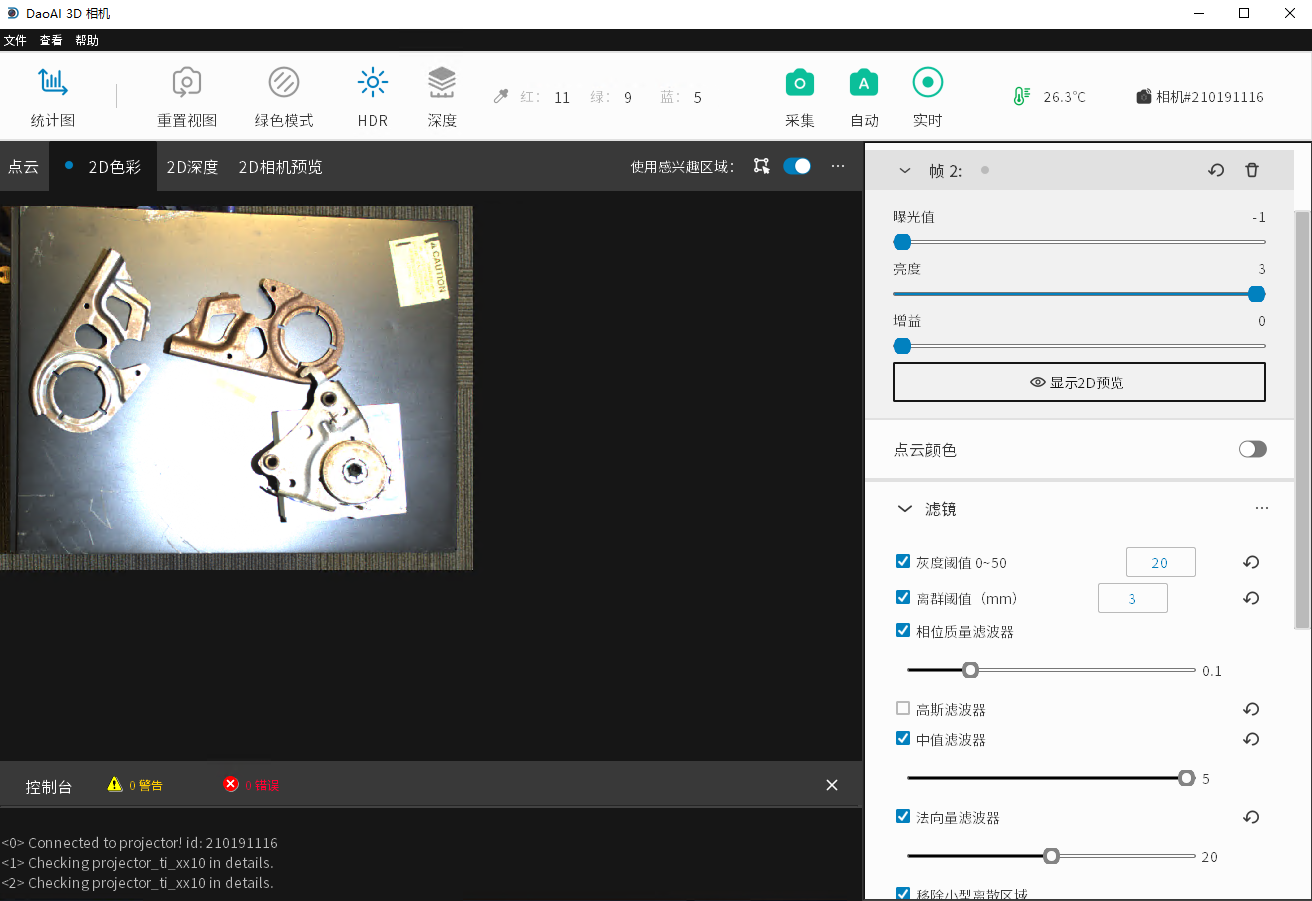 DaoAI 3D 相机
文件 查看 帮助
统计图 重置视图 绿色模式 HDR 深度 红: 11 绿: 9 蓝: 5 采集 A 自动 实时 26.3℃ 相机#210191116
点云 2D色彩 2D深度 2D相机预览 使用感兴趣区域:
CAUTION
帧 2:
曝光值 -1
亮度 3
增益 0
显示2D预览
点云颜色
滤镜
灰度阈值 0~50 20
离群阈值（mm） 3
相位质量滤波器
0.1
高斯滤波器
中值滤波器
5
法向量滤波器
20
移除小型离散区域
控制台 0 警告 0 错误
<0> Connected to projector! id: 210191116
<1> Checking projector_ti_xx10 in details.
<2> Checking projector_ti_xx10 in details.